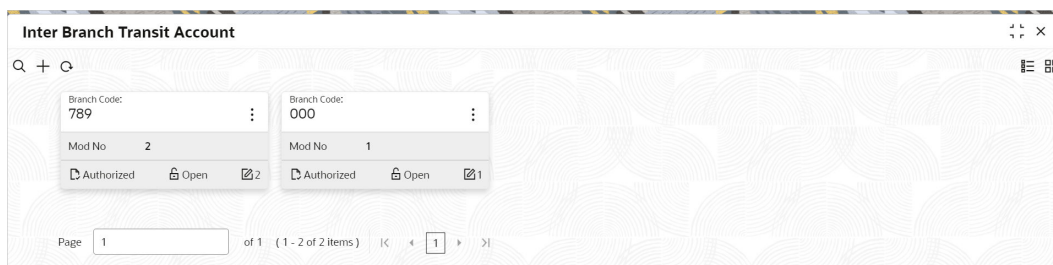 Inter Branch Transit Account
Branch Code:
789
Mod No 2
Authorized Open 2
Branch Code:
000
Mod No 1
Authorized Open 1
Page 1 of 1 ( 1 - 2 of 2 items ) 1